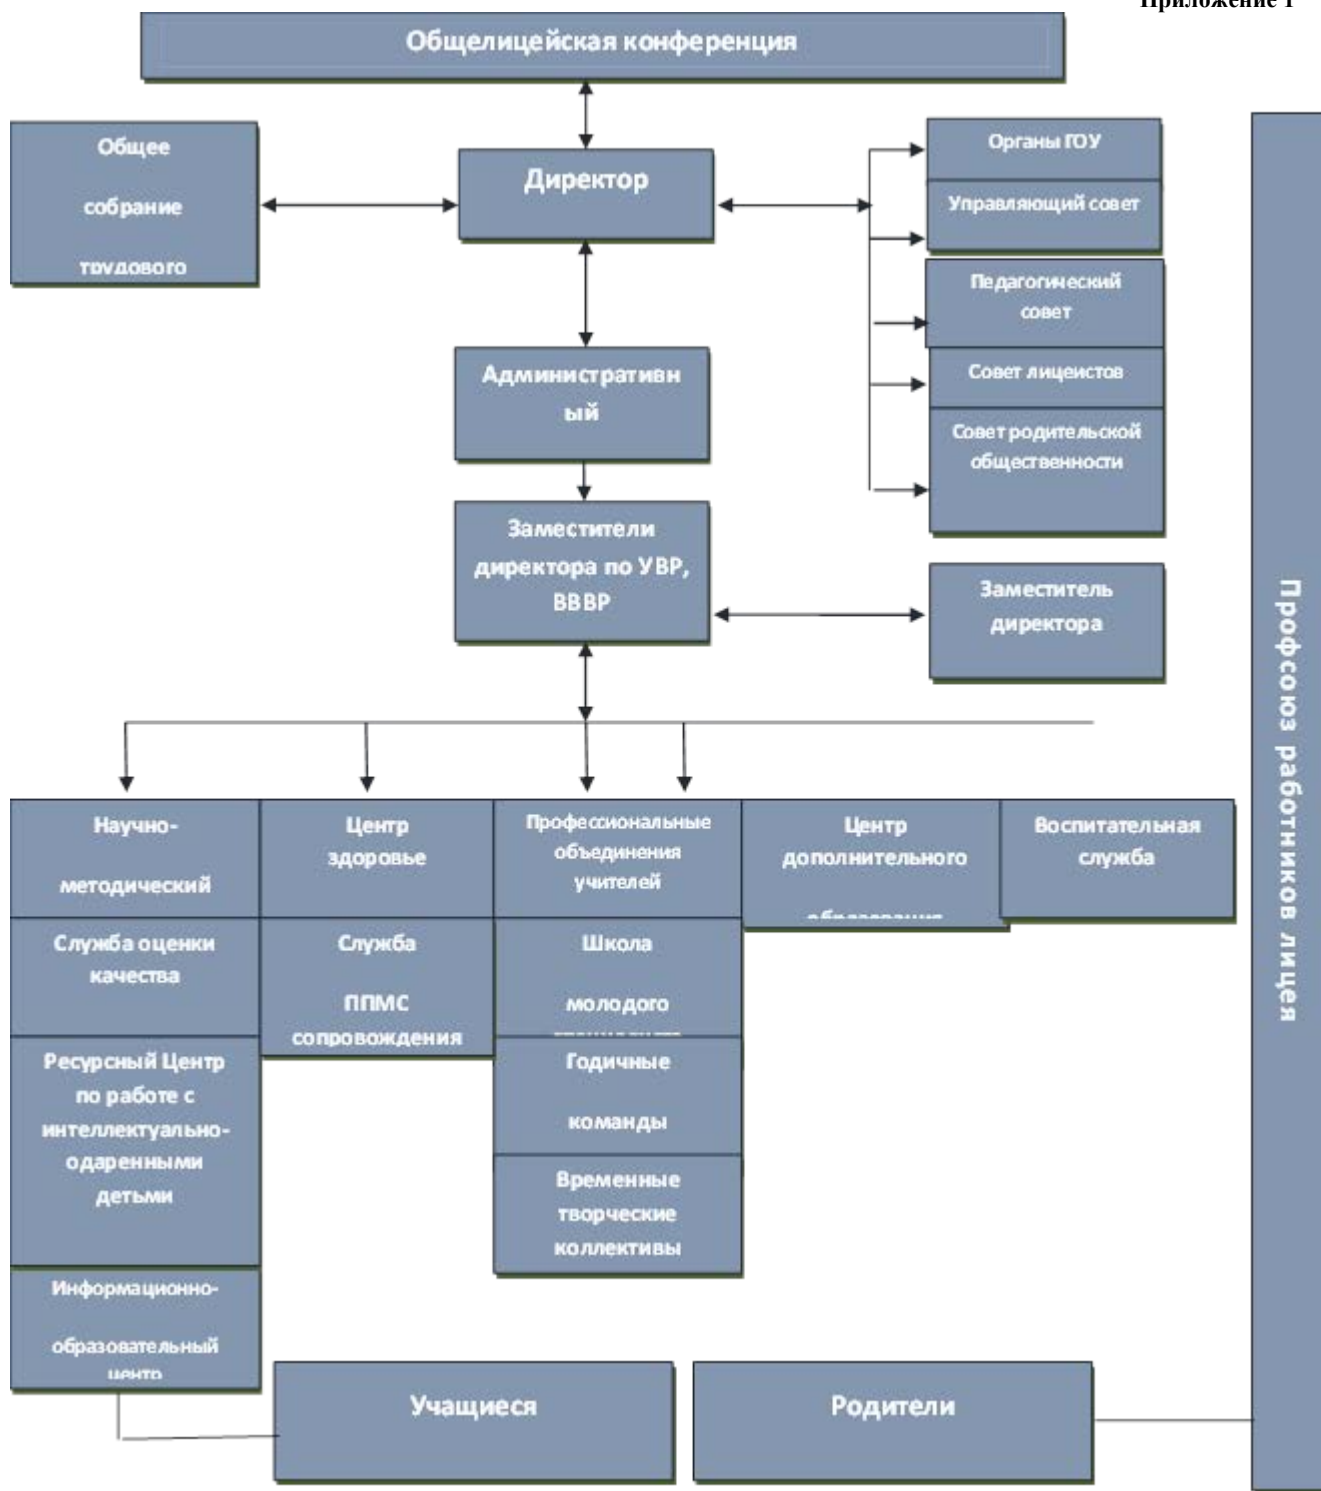 Приложение 1
Общелицейская конференция
Общее
собрание
трудового
Директор
Органы ГОУ
Управляющий совет
Педагогический
совет
Совет лицеистов
Совет родительской
общественности
Административн
ый
Заместители
директора по УВР,
ВВВР
Заместитель
директора
Профсоюз работников лицея
Научно-
методический
Центр
здоровье
Профессиональные
объединения
учителей
Центр
дополнительного
образования
Воспитательная
служба
Служба оценки
качества
Служба
ППМС
сопровождения
Школа
молодого
Ресурсный Центр
по работе с
интеллектуально-
одаренными
детьми
Годичные
команды
Временные
творческие
коллективы
Информационно-
образовательный
центр
Учащиеся
Родители